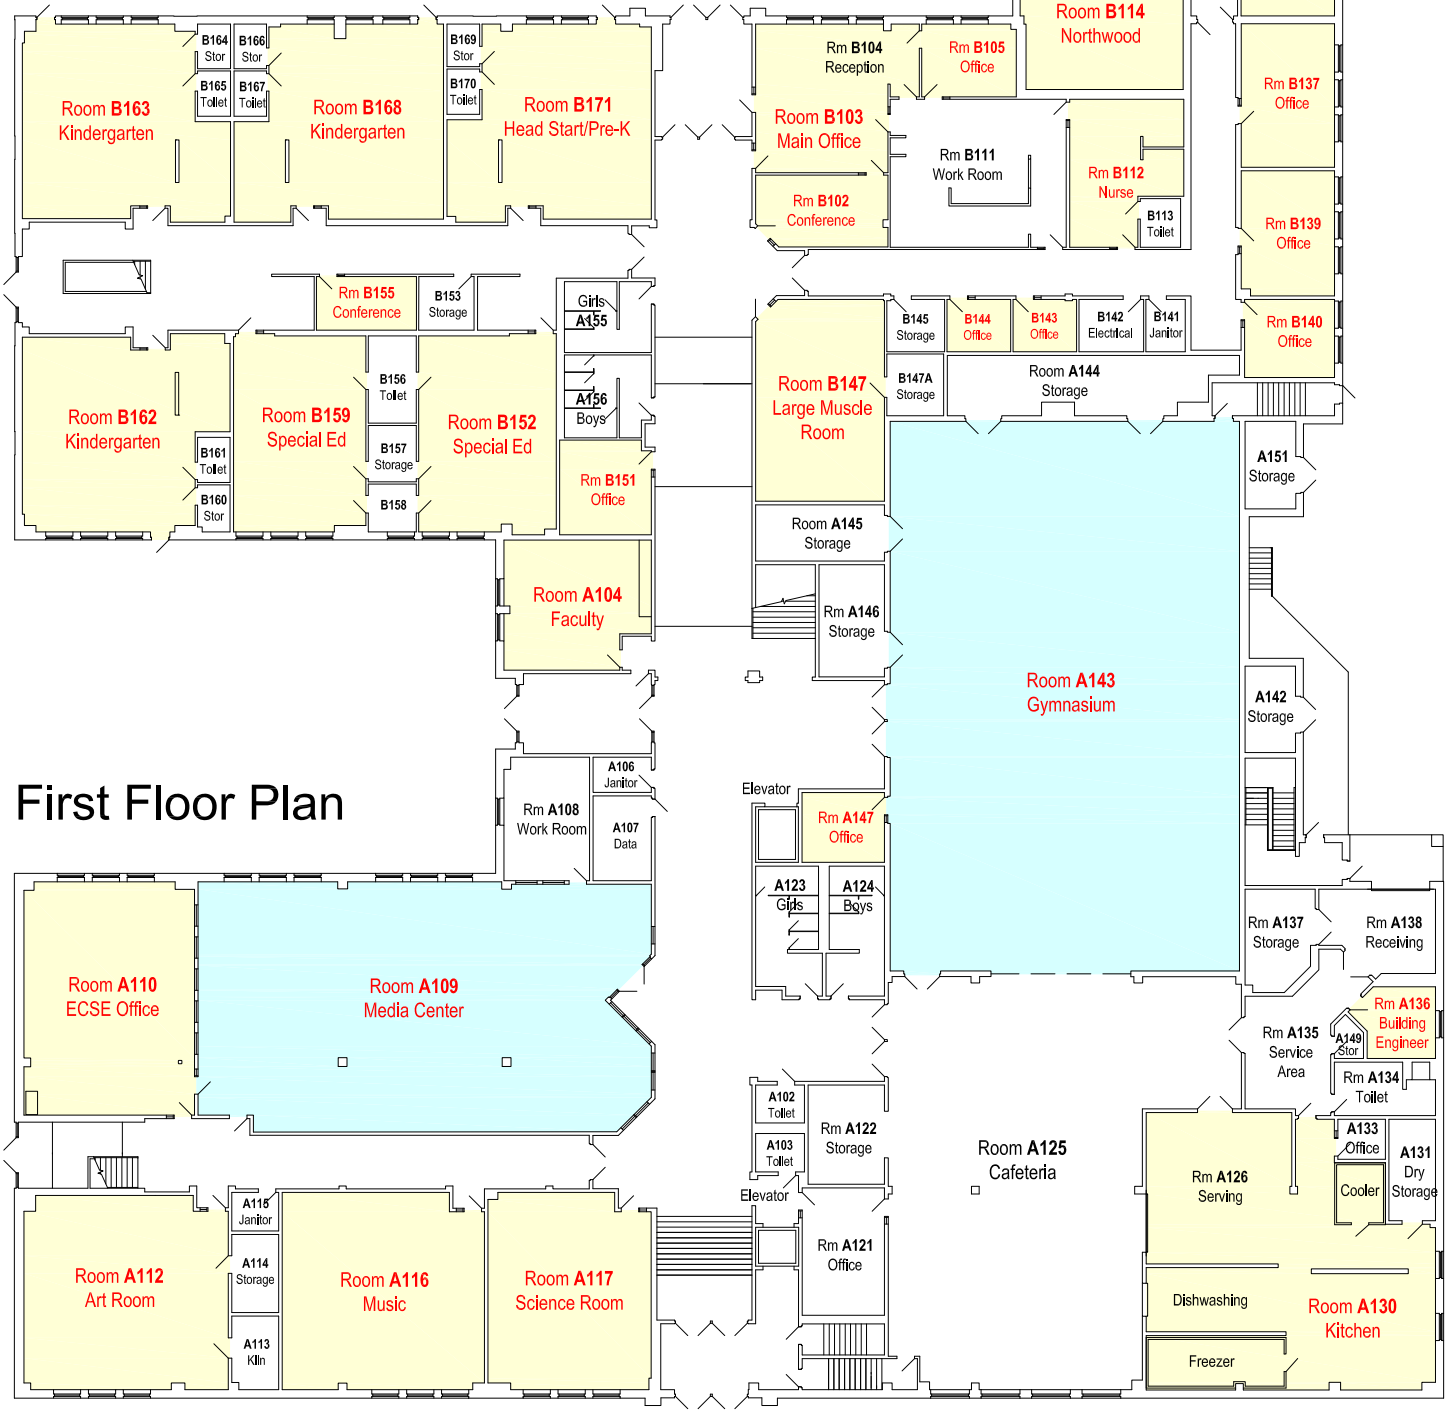 Room B114
Northwood
B164
Stor
B166
Stor
B169
Stor
Rm B104
Reception
Rm B105
Office
B165
Toilet
B167
Toilet
B170
Toilet
Rm B137
Office
Room B163
Kindergarten
Room B168
Kindergarten
Room B171
Head Start/Pre-K
Room B103
Main Office
Rm B111
Work Room
Rm B112
Nurse
Rm B102
Conference
B113
Toilet
Rm B139
Office
Rm B155
Conference
B153
Storage
Girls
A155
B145
Storage
B144
Office
B143
Office
B142
Electrical
B141
Janitor
Rm B140
Office
Room B162
Kindergarten
Room B159
Special Ed
B156
Toilet
Room B152
Special Ed
A156
Boys
Room B147
Large Muscle
Room
B147A
Storage
Room A144
Storage
B161
Toilet
B157
Storage
B160
Stor
B158
Rm B151
Office
A151
Storage
Room A145
Storage
Room A104
Faculty
Rm A146
Storage
Room A143
Gymnasium
A142
Storage
First Floor Plan
A106
Janitor
Elevator
Rm A108
Work Room
A107
Data
Rm A147
Office
A123
Girls
A124
Boys
Rm A137
Storage
Rm A138
Receiving
Room A110
ECSE Office
Room A109
Media Center
Rm A136
Building
Engineer
Rm A135
Service
Area
A149
Stor
Rm A134
Toilet
A102
Toilet
Rm A122
Storage
A103
Toilet
Room A125
Cafeteria
A133
Office
A131
Dry
Storage
Rm A126
Serving
Cooler
Elevator
A115
Janitor
Room A112
Art Room
A114
Storage
Room A116
Music
Room A117
Science Room
Rm A121
Office
Dishwashing
Room A130
Kitchen
A113
Kiln
Freezer